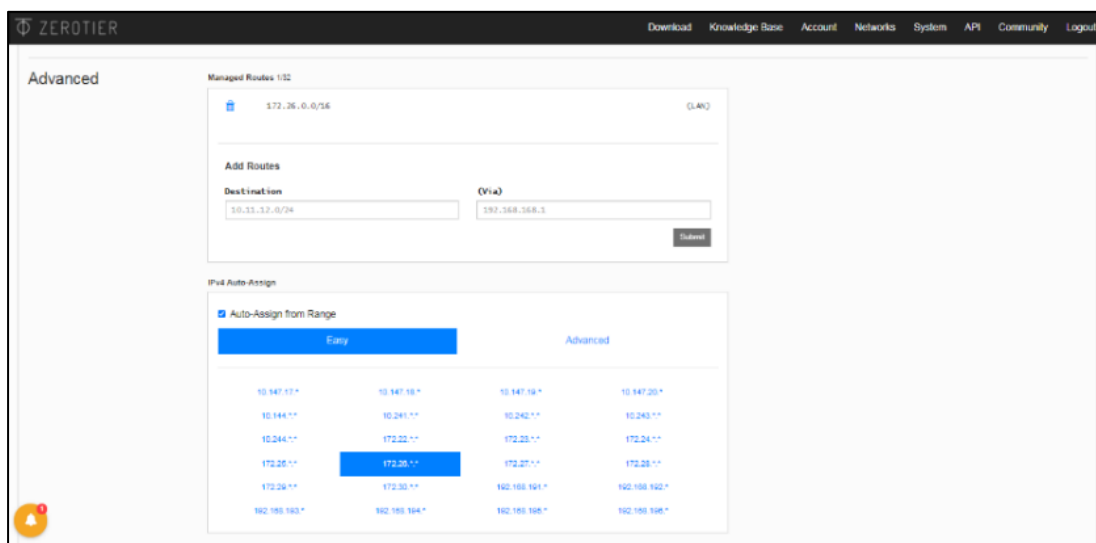 ZEROTIER
Download Knowledge Base Account Networks System API Community Logout
Advanced
Managed Routes 1/32
172.26.0.0/16 (LAN)
Add Routes
Destination (Via)
10.11.12.0/24 192.168.168.1
Submit
IPv4 Auto-Assign
Auto-Assign from Range
Easy Advanced
10.147.17.* 10.147.18.* 10.147.19.* 10.147.20.*
10.144.*.* 10.241.*.* 10.242.*.* 10.243.*.*
10.244.*.* 172.22.*.* 172.23.*.* 172.24.*.*
172.25.*.* 172.26.*.* 172.27.*.* 172.28.*.*
172.29.*.* 172.30.*.* 192.168.191.* 192.168.192.*
192.168.193.* 192.168.194.* 192.168.195.* 192.168.196.*
1